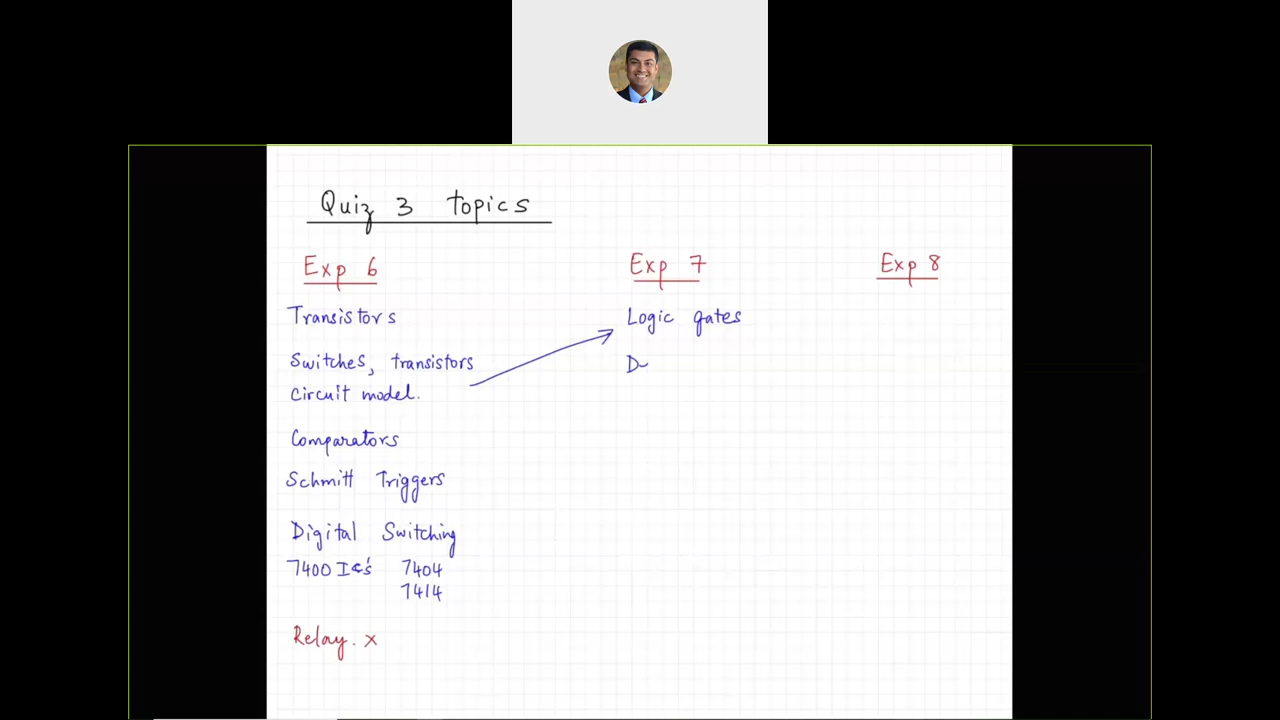 Quiz 3 topics
Exp 6
Transistors
Switches, transistors
circuit model.
Comparators
Schmitt Triggers
Digital Switching
7400 IC's 7404
7414
Relay. x
Exp 7
Logic gates
D
Exp 8